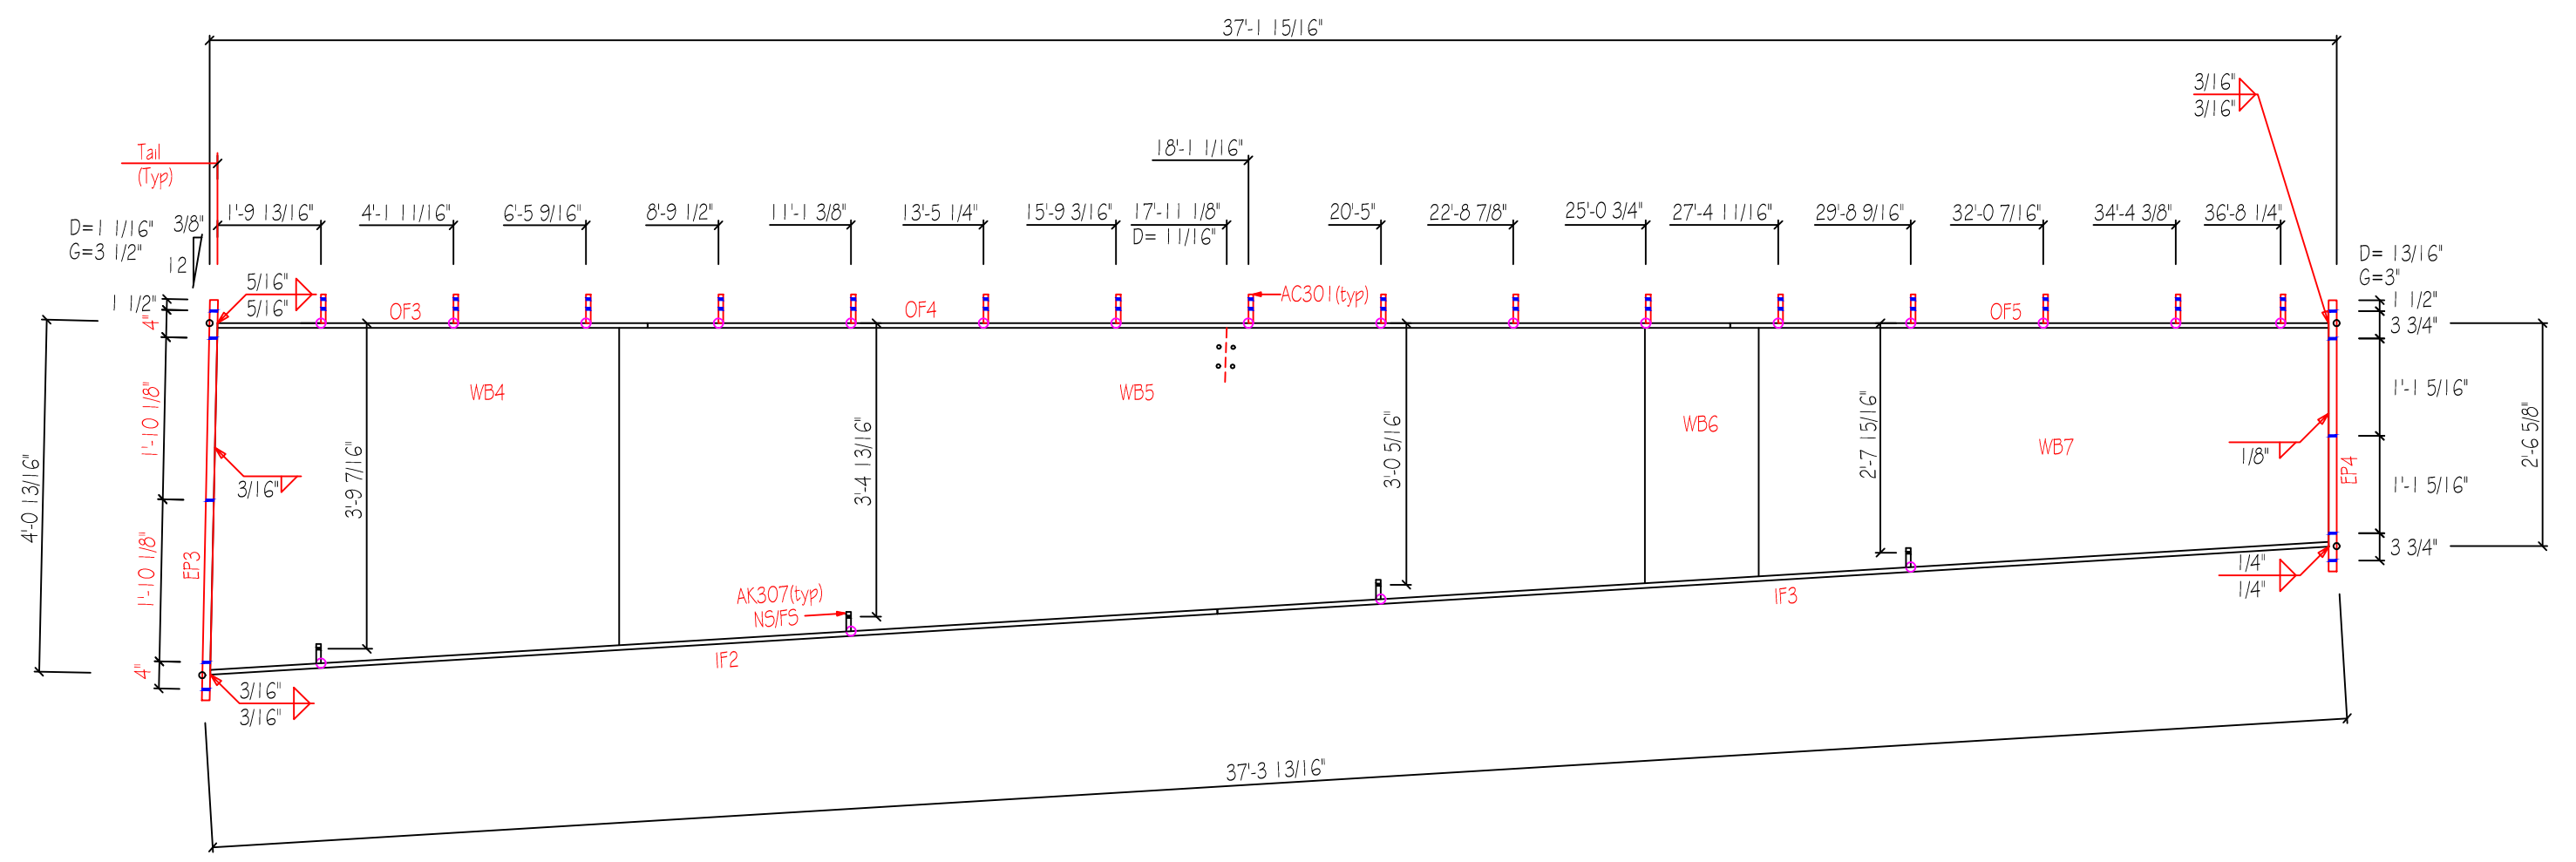 37'-1 15/16"
3/16"
3/16"
Tail
(Typ)
18'-1 1/16"
D=1 1/16"
G=3 1/2"
3/8"
12
1'-9 13/16"
4'-1 11/16"
6'-5 9/16"
8'-9 1/2"
11'-1 3/8"
13'-5 1/4"
15'-9 3/16"
17'-11 1/8"
D= 11/16"
20'-5"
22'-8 7/8"
25'-0 3/4"
27'-4 11/16"
29'-8 9/16"
32'-0 7/16"
34'-4 3/8"
36'-8 1/4"
D= 13/16"
G=3"
1 1/2"
4"
5/16"
5/16"
OF3
OF4
AC301(typ)
OF5
1 1/2"
3 3/4"
1'-10 1/8"
WB4
WB5
WB6
WB7
1'-1 5/16"
4'-0 13/16"
3/16"
3'-9 7/16"
3'-4 13/16"
3'-0 5/16"
2'-7 15/16"
1/8"
EP4
2'-6 5/8"
1'-1 5/16"
1'-10 1/8"
EP3
3 3/4"
AK307(typ)
NS/FS
IF3
1/4"
1/4"
4"
IF2
3/16"
3/16"
37'-3 13/16"